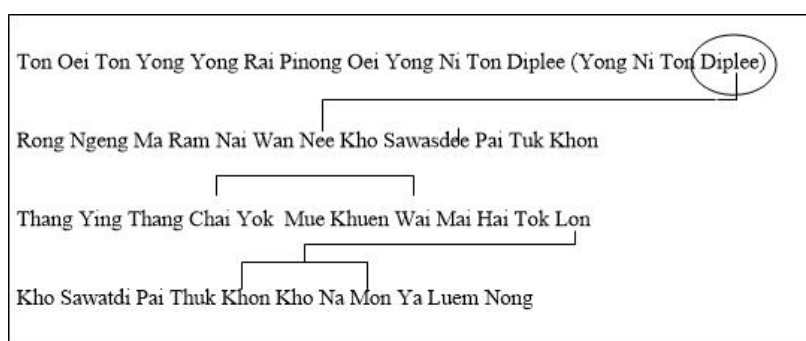 Ton Oei Ton Yong Yong Rai Pinong Oei Yong Ni Ton Diplee (Yong Ni Ton Diplee)
Rong Ngeng Ma Ram Nai Wan Nee Kho Sawasdee Pai Tuk Khon
Thang Ying Thang Chai Yok Mue Khuen Wai Mai Hai Tok Lon
Kho Sawatdi Pai Thuk Khon Kho Na Mon Ya Luem Nong